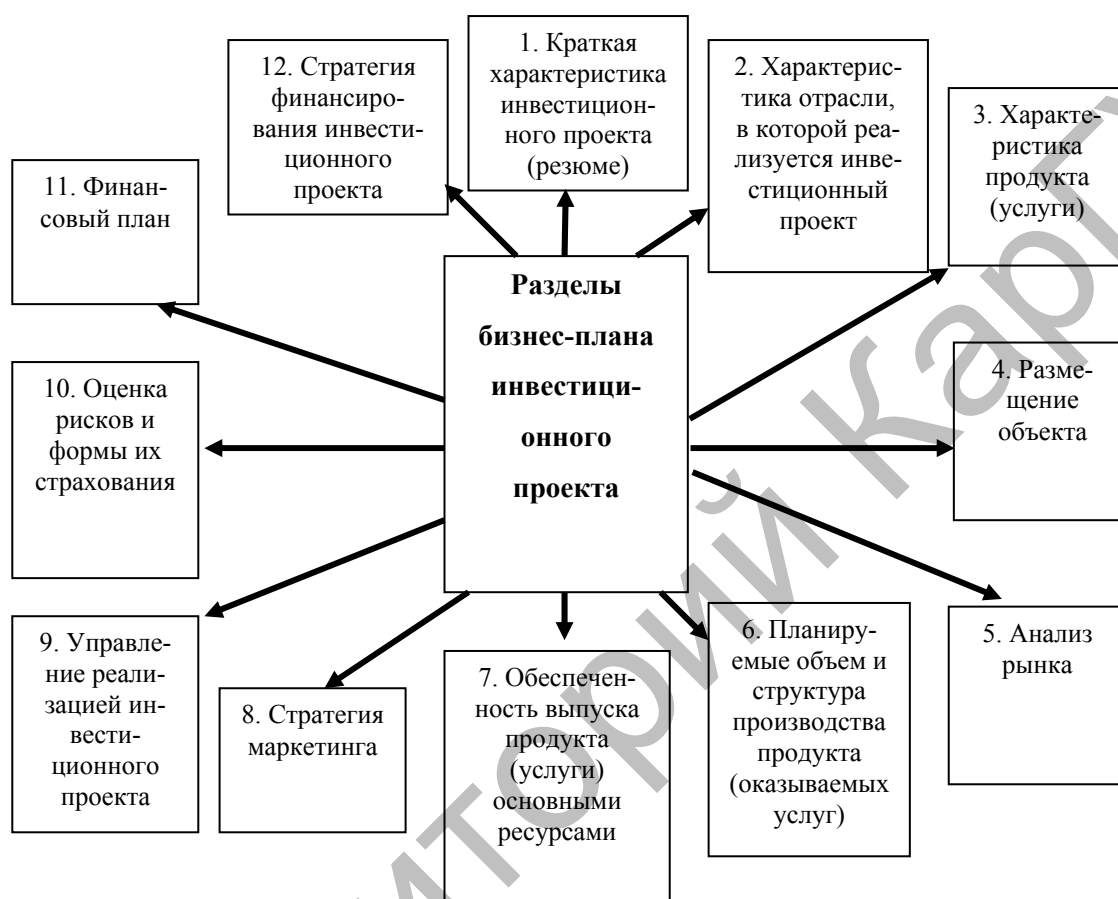 1. Краткая
характеристика
инвестицион-
ного проекта
(резюме)
2. Характерис-
тика отрасли,
в которой реа-
лизуется инве-
стиционный
проект
3. Характе-
ристика
продукта
(услуги)
4. Разме-
щение
объекта
5. Анализ
рынка
6. Планиру-
емые объем и
структура
производства
продукта
(оказываемых
услуг)
7. Обеспечен-
ность выпуска
продукта
(услуги)
основными
ресурсами
8. Стратегия
маркетинга
9. Управле-
ние реали-
зацией ин-
вести-
ционного
проекта
10. Оценка
рисков и
формы их
страхования
11. Финан-
совый план
12. Стратегия
финансиро-
вания инвести-
ционного
проекта
Разделы
бизнес-плана
инвестици-
онного
проекта